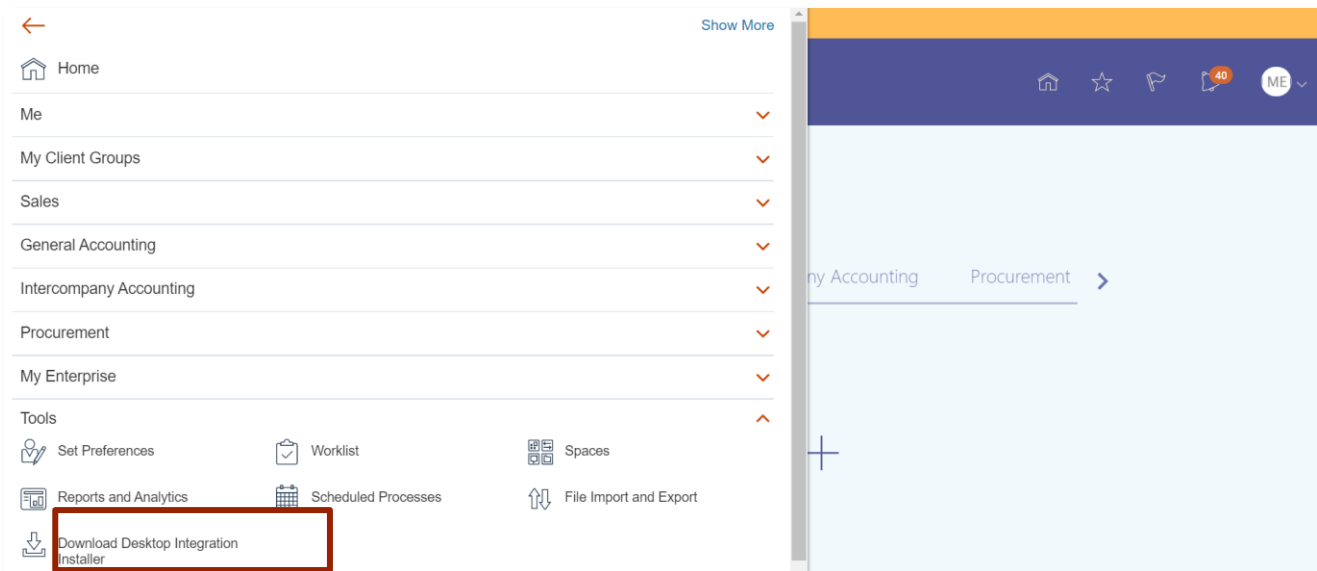 Show More
Home
Me
My Client Groups
Sales
General Accounting
Intercompany Accounting
Procurement
My Enterprise
Tools
Set Preferences
Worklist
Spaces
Reports and Analytics
Scheduled Processes
File Import and Export
Download Desktop Integration
Installer
40
ME
ny Accounting
Procurement